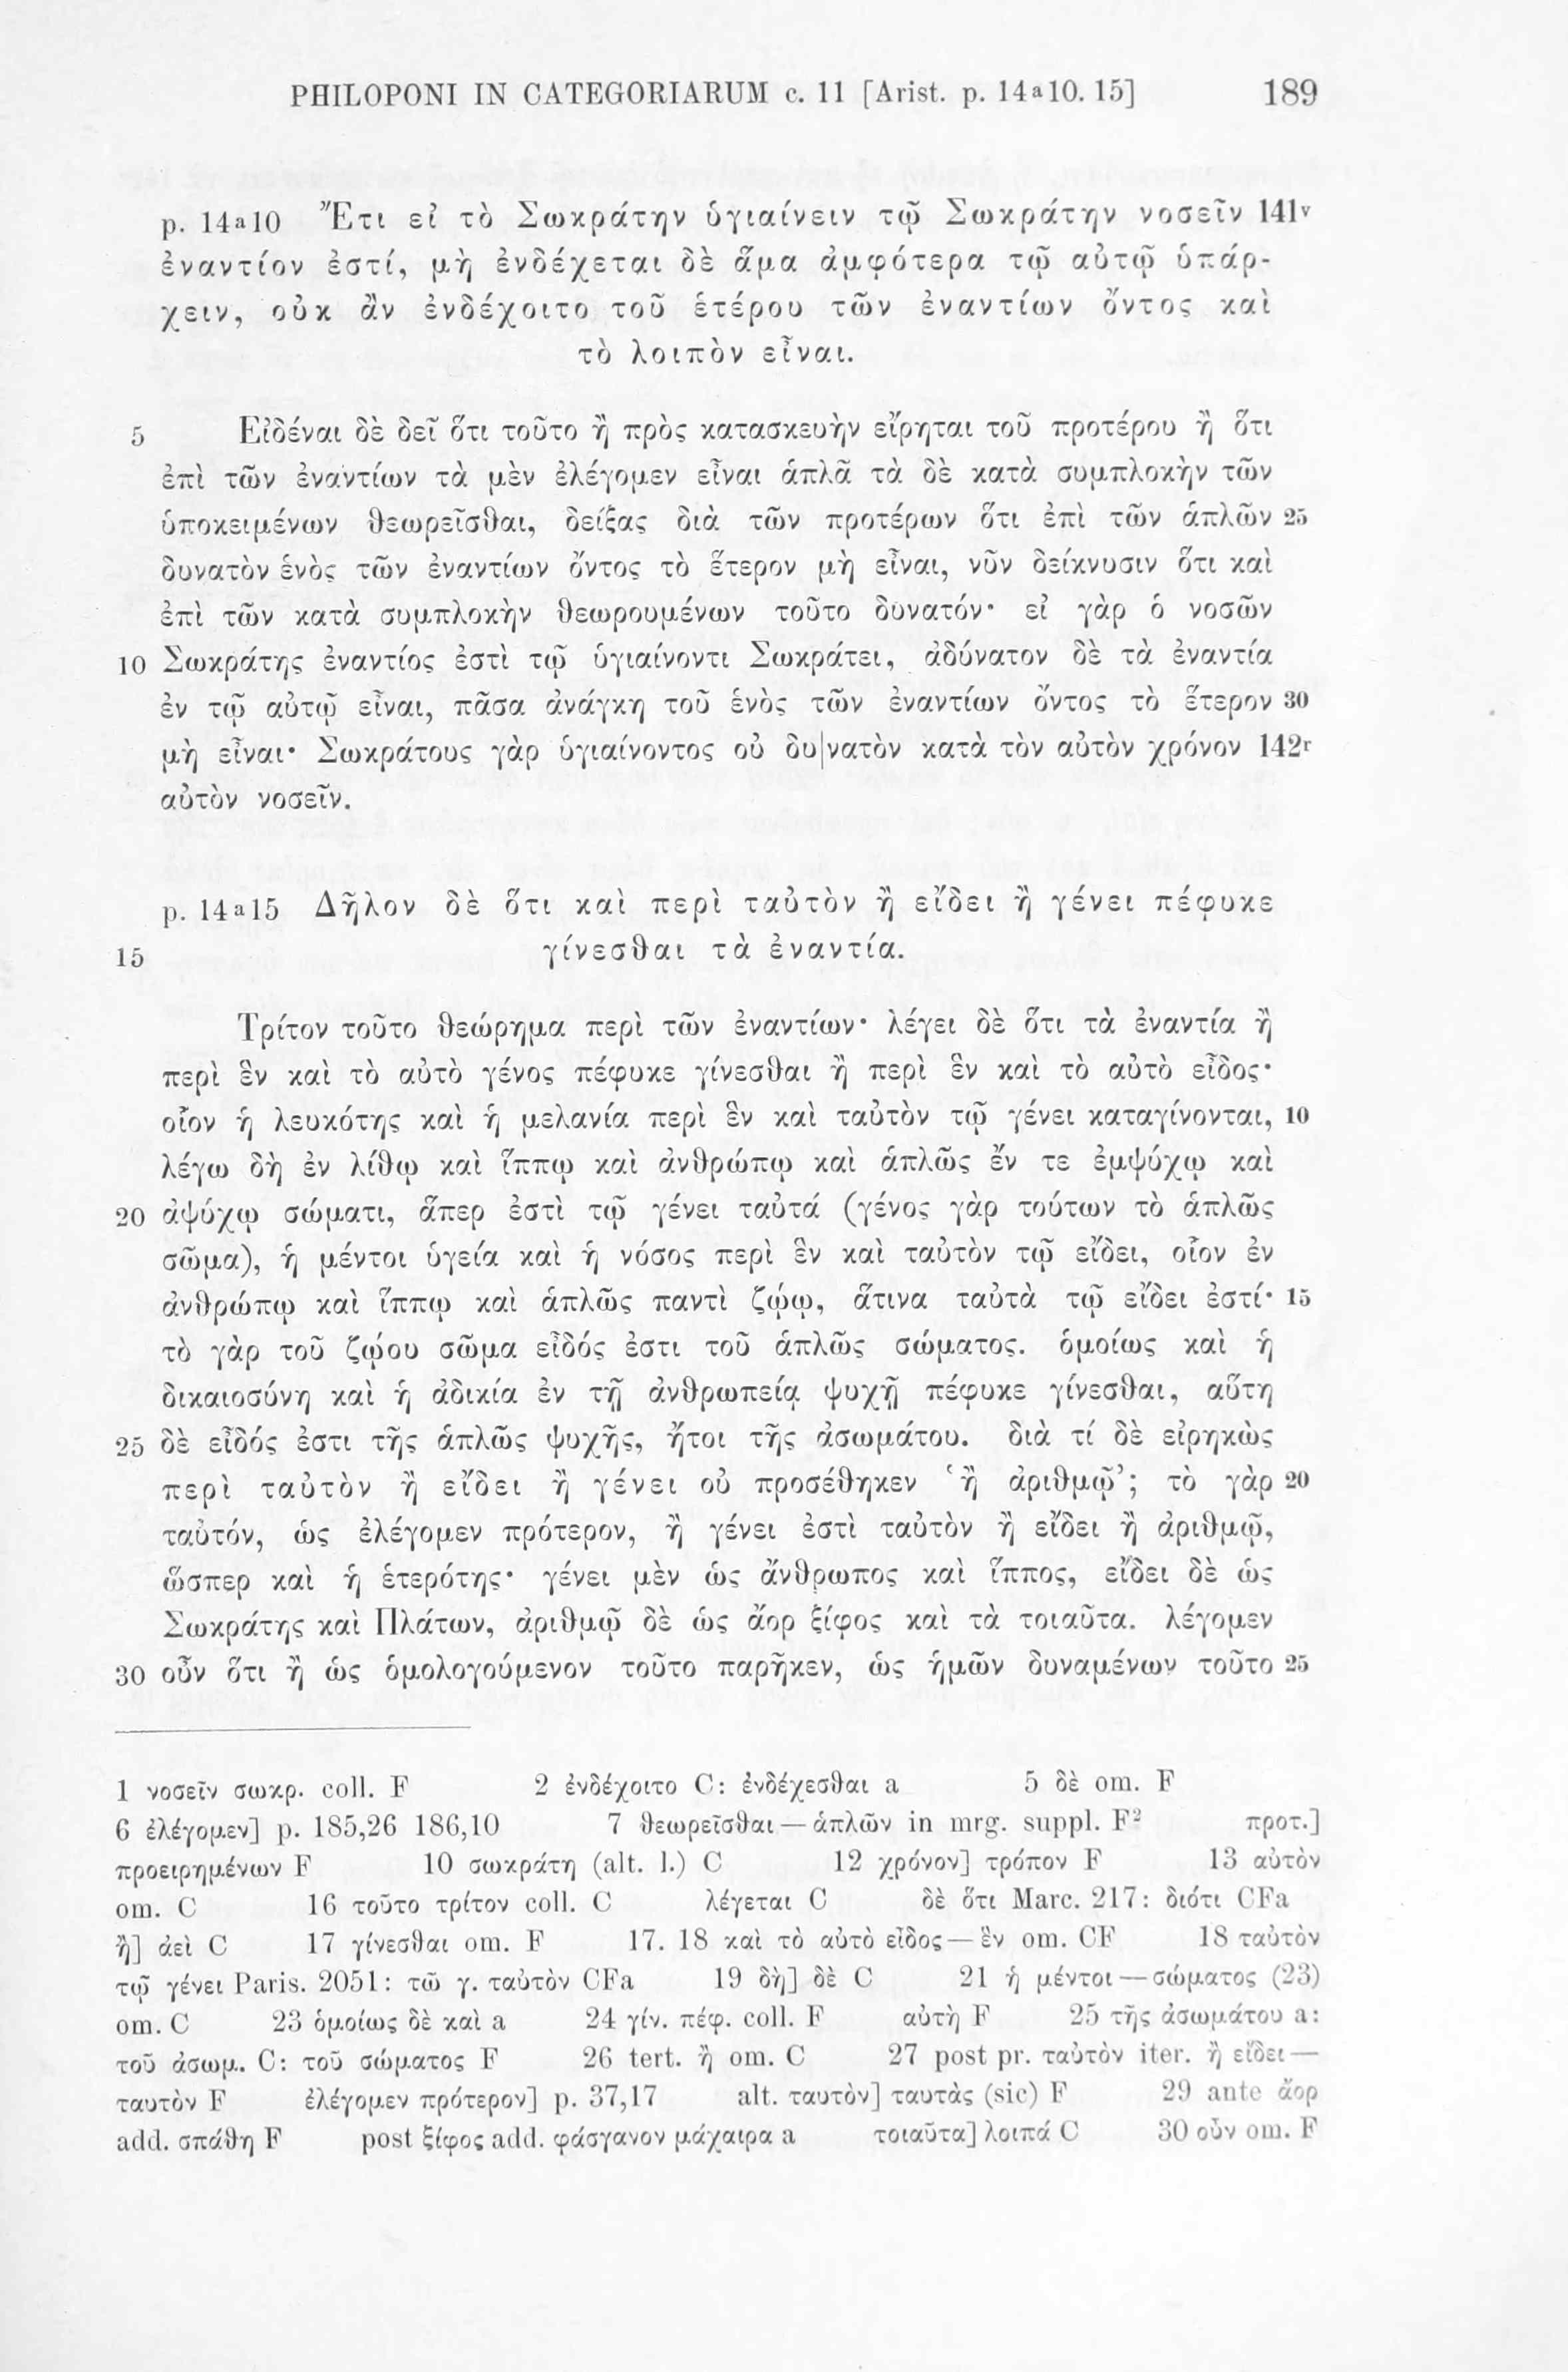 PHILOPONI IN CATEGORIARUM c. 11 [Arist. p. 14a10. 15] 189
p. 14a10 Ἔτι εἰ τὸ Σωκράτην ὑγιαίνειν τῷ Σωκράτην νοσεῖν 141v
ἐναντίον ἐστί, μὴ ἐνδέχεται δὲ ἅμα ἀμφότερα τῷ αὐτῷ ὑπάρ-
χειν, οὐκ ἂν ἐνδέχοιτο τοῦ ἑτέρου τῶν ἐναντίων ὄντος καὶ
τὸ λοιπὸν εἶναι.
5 Εἰδέναι δὲ δεῖ ὅτι τοῦτο ἢ πρὸς κατασκευὴν εἴρηται τοῦ προτέρου ἢ ὅτι
ἐπὶ τῶν ἐναντίων τὰ μὲν ἐλέγομεν εἶναι ἁπλᾶ τὰ δὲ κατὰ συμπλοκὴν τῶν
ὑποκειμένων θεωρεῖσθαι, δείξας διὰ τῶν προτέρων ὅτι ἐπὶ τῶν ἁπλῶν 25
δυνατὸν ἑνὸς τῶν ἐναντίων ὄντος τὸ ἕτερον μὴ εἶναι, νῦν δείκνυσιν ὅτι καὶ
ἐπὶ τῶν κατὰ συμπλοκὴν θεωρουμένων τοῦτο δυνατόν· εἰ γὰρ ὁ νοσῶν
10 Σωκράτης ἐναντίος ἐστὶ τῷ ὑγιαίνοντι Σωκράτει, ἀδύνατον δὲ τὰ ἐναντία
ἐν τῷ αὐτῷ εἶναι, πᾶσα ἀνάγκη τοῦ ἑνὸς τῶν ἐναντίων ὄντος τὸ ἕτερον 30
μὴ εἶναι· Σωκράτους γὰρ ὑγιαίνοντος οὐ δυ|νατὸν κατὰ τὸν αὐτὸν χρόνον 142r
αὐτὸν νοσεῖν.
p. 14a15 Δῆλον δὲ ὅτι καὶ περὶ ταὐτὸν ἢ εἴδει ἢ γένει πέφυκε
15 γίνεσθαι τὰ ἐναντία.
Τρίτον τοῦτο θεώρημα περὶ τῶν ἐναντίων· λέγει δὲ ὅτι τὰ ἐναντία ἢ
περὶ ἓν καὶ τὸ αὐτὸ γένος πέφυκε γίνεσθαι ἢ περὶ ἓν καὶ τὸ αὐτὸ εἶδος·
οἷον ἡ λευκότης καὶ ἡ μελανία περὶ ἓν καὶ ταὐτὸν τῷ γένει καταγίνονται, 10
λέγω δὴ ἐν λίθῳ καὶ ἵππῳ καὶ ἀνθρώπῳ καὶ ἁπλῶς ἔν τε ἐμψύχῳ καὶ
20 ἀψύχῳ σώματι, ἅπερ ἐστὶ τῷ γένει ταὐτά (γένος γὰρ τούτων τὸ ἁπλῶς
σῶμα), ἡ μέντοι ὑγεία καὶ ἡ νόσος περὶ ἓν καὶ ταὐτὸν τῷ εἴδει, οἷον ἐν
ἀνθρώπῳ καὶ ἵππῳ καὶ ἁπλῶς παντὶ ζῴῳ, ἅτινα ταὐτὰ τῷ εἴδει ἐστί· 15
τὸ γὰρ τοῦ ζῴου σῶμα εἶδός ἐστι τοῦ ἁπλῶς σώματος. ὁμοίως καὶ ἡ
δικαιοσύνη καὶ ἡ ἀδικία ἐν τῇ ἀνθρωπείᾳ ψυχῇ πέφυκε γίνεσθαι, αὕτη
25 δὲ εἶδός ἐστι τῆς ἁπλῶς ψυχῆς, ἤτοι τῆς ἀσωμάτου. διὰ τί δὲ εἰρηκὼς
περὶ ταὐτὸν ἢ εἴδει ἢ γένει οὐ προσέθηκεν ‘ἢ ἀριθμῷ’; τὸ γὰρ 20
ταὐτόν, ὡς ἐλέγομεν πρότερον, ἢ γένει ἐστὶ ταὐτὸν ἢ εἴδει ἢ ἀριθμῷ,
ὥσπερ καὶ ἡ ἑτερότης· γένει μὲν ὡς ἄνθρωπος καὶ ἵππος, εἴδει δὲ ὡς
Σωκράτης καὶ Πλάτων, ἀριθμῷ δὲ ὡς ἄορ ξίφος καὶ τὰ τοιαῦτα. λέγομεν
30 οὖν ὅτι ἢ ὡς ὁμολογούμενον τοῦτο παρῆκεν, ὡς ἡμῶν δυναμένων τοῦτο 25
1 νοσεῖν σωκρ. coll. F 2 ἐνδέχοιτο C: ἐνδέχεσθαι a 5 δὲ om. F
6 ἐλέγομεν] p. 185,26 186,10 7 θεωρεῖσθαι — ἁπλῶν in mrg. suppl. F² προτ.]
προειρημένων F 10 σωκράτη (alt. l.) C 12 χρόνον] τρόπον F 13 αὐτὸν
om. C 16 τοῦτο τρίτον coll. C λέγεται C δὲ ὅτι Marc. 217: διότι CFa
ἢ] ἀεὶ C 17 γίνεσθαι om. F 17. 18 καὶ τὸ αὐτὸ εἶδος — ἓν om. CF 18 ταὐτὸν
τῷ γένει Paris. 2051: τῶ γ. ταὐτὸν CFa 19 δὴ] δὲ C 21 ἡ μέντοι — σώματος (23)
om. C 23 ὁμοίως δὲ καὶ a 24 γίν. πέφ. coll. F αὐτὴ F 25 τῆς ἀσωμάτου a:
τοῦ ἀσωμ. C: τοῦ σώματος F 26 tert. ἢ om. C 27 post pr. ταὐτὸν iter. ἢ εἴδει —
ταυτὸν F ἐλέγομεν πρότερον] p. 37,17 alt. ταυτὸν] ταυτὰς (sic) F 29 ante ἄορ
add. σπάθη F post ξίφος add. φάσγανον μάχαιρα a τοιαῦτα] λοιπά C 30 οὖν om. F